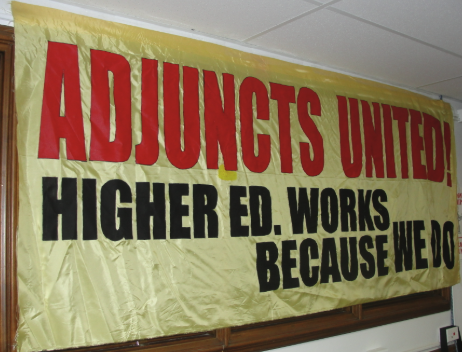 ADJUNCTS UNITED!
HIGHER ED. WORKS
BECAUSE WE DO